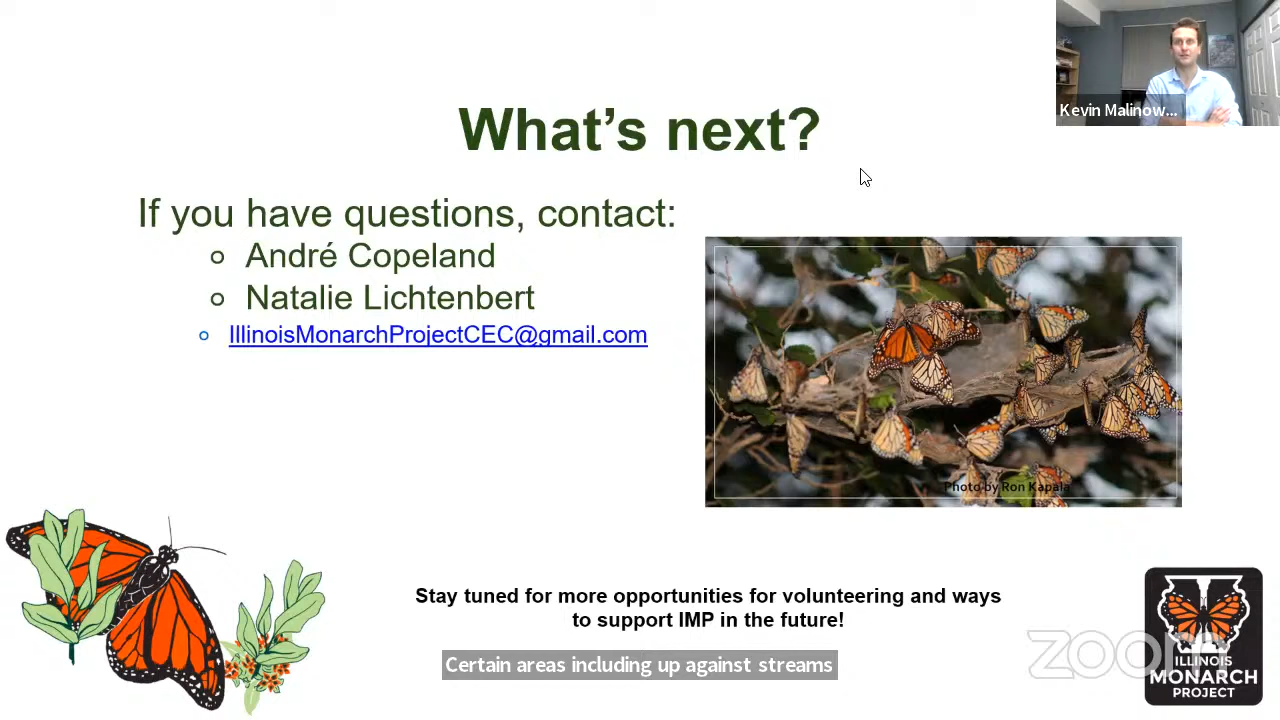 Kevin Malinow...
What's next?
If you have questions, contact:
André Copeland
Natalie Lichtenbert
IllinoisMonarchProjectCEC@gmail.com
Photo by Ron Kapala
Stay tuned for more opportunities for volunteering and ways
to support IMP in the future!
Certain areas including up against streams
zoom
ILLINOIS
MONARCH
PROJECT